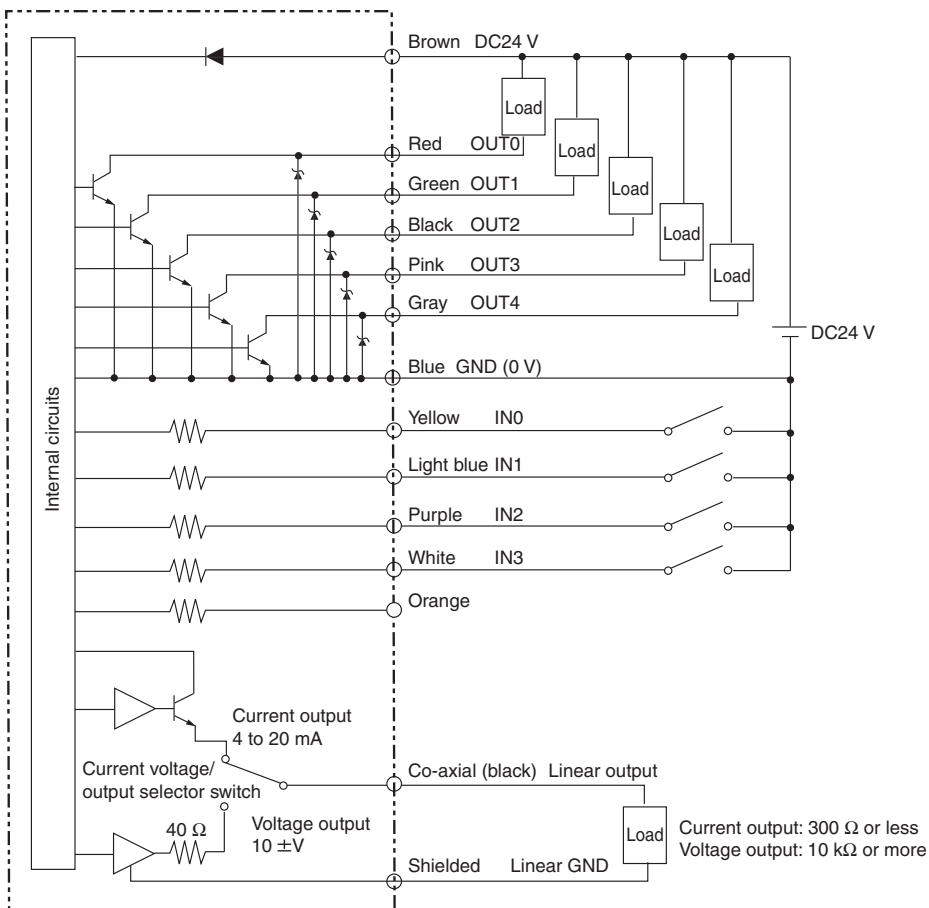 Brown DC24 V
Load
Red OUT0
Load
Green OUT1
Load
Black OUT2
Load
Pink OUT3
Load
Gray OUT4
DC24 V
Blue GND (0 V)
Internal circuits
Yellow IN0
Light blue IN1
Purple IN2
White IN3
Orange
Current output
4 to 20 mA
Current voltage/
output selector switch
Co-axial (black) Linear output
40 Ω
Voltage output
10 ±V
Load
Current output: 300 Ω or less
Voltage output: 10 kΩ or more
Shielded Linear GND